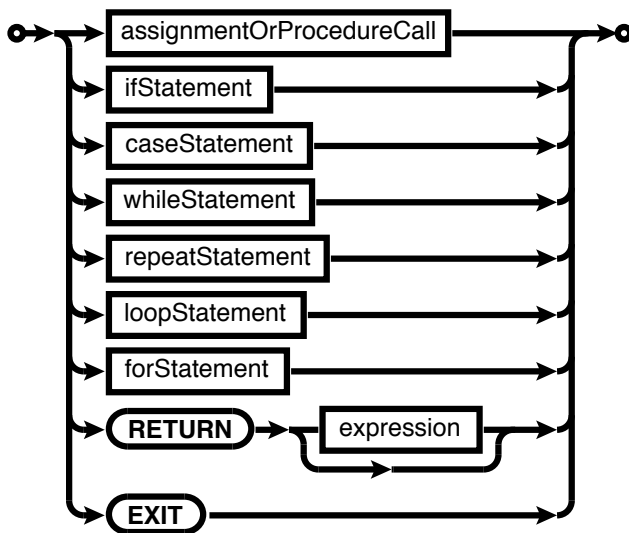 assignmentOrProcedureCall
ifStatement
caseStatement
whileStatement
repeatStatement
loopStatement
forStatement
RETURN expression
EXIT